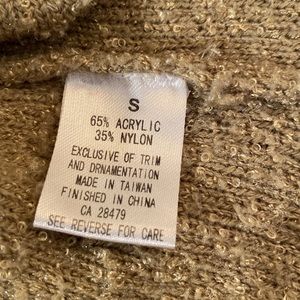 S
65% ACRYLIC
35% NYLON
EXCLUSIVE OF TRIM
AND DRNAMENTATION
MADE IN TAIWAN
FINISHED IN CHINA
CA 28479
SEE REVERSE FOR CARE